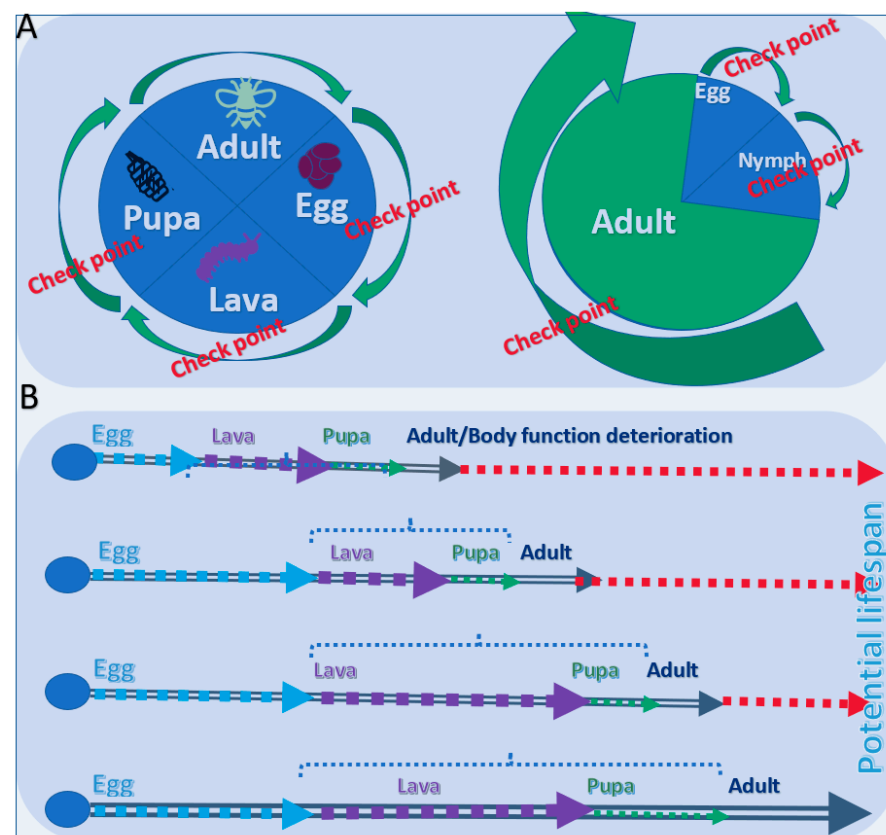 A
Adult
Egg
Pupa
Lava
Check point
Check point
Check point
Egg
Nymph
Adult
Check point
Check point
Check point
B
Egg Lava Pupa Adult/Body function deterioration
Egg Lava Pupa Adult
Egg Lava Pupa Adult
Egg Lava Pupa Adult
Potential lifespan